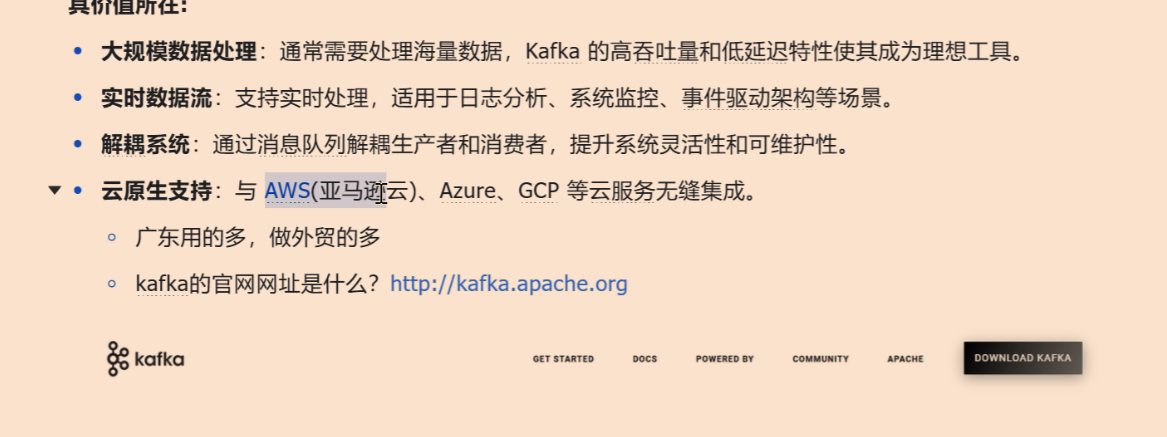 其价值所在：
大规模数据处理：通常需要处理海量数据，Kafka 的高吞吐量和低延迟特性使其成为理想工具。
实时数据流：支持实时处理，适用于日志分析、系统监控、事件驱动架构等场景。
解耦系统：通过消息队列解耦生产者和消费者，提升系统灵活性和可维护性。
云原生支持：与 AWS(亚马逊云)、Azure、GCP 等云服务无缝集成。
广东用的多，做外贸的多
kafka的官网网址是什么？http://kafka.apache.org
kafka GET STARTED DOCS POWERED BY COMMUNITY APACHE DOWNLOAD KAFKA